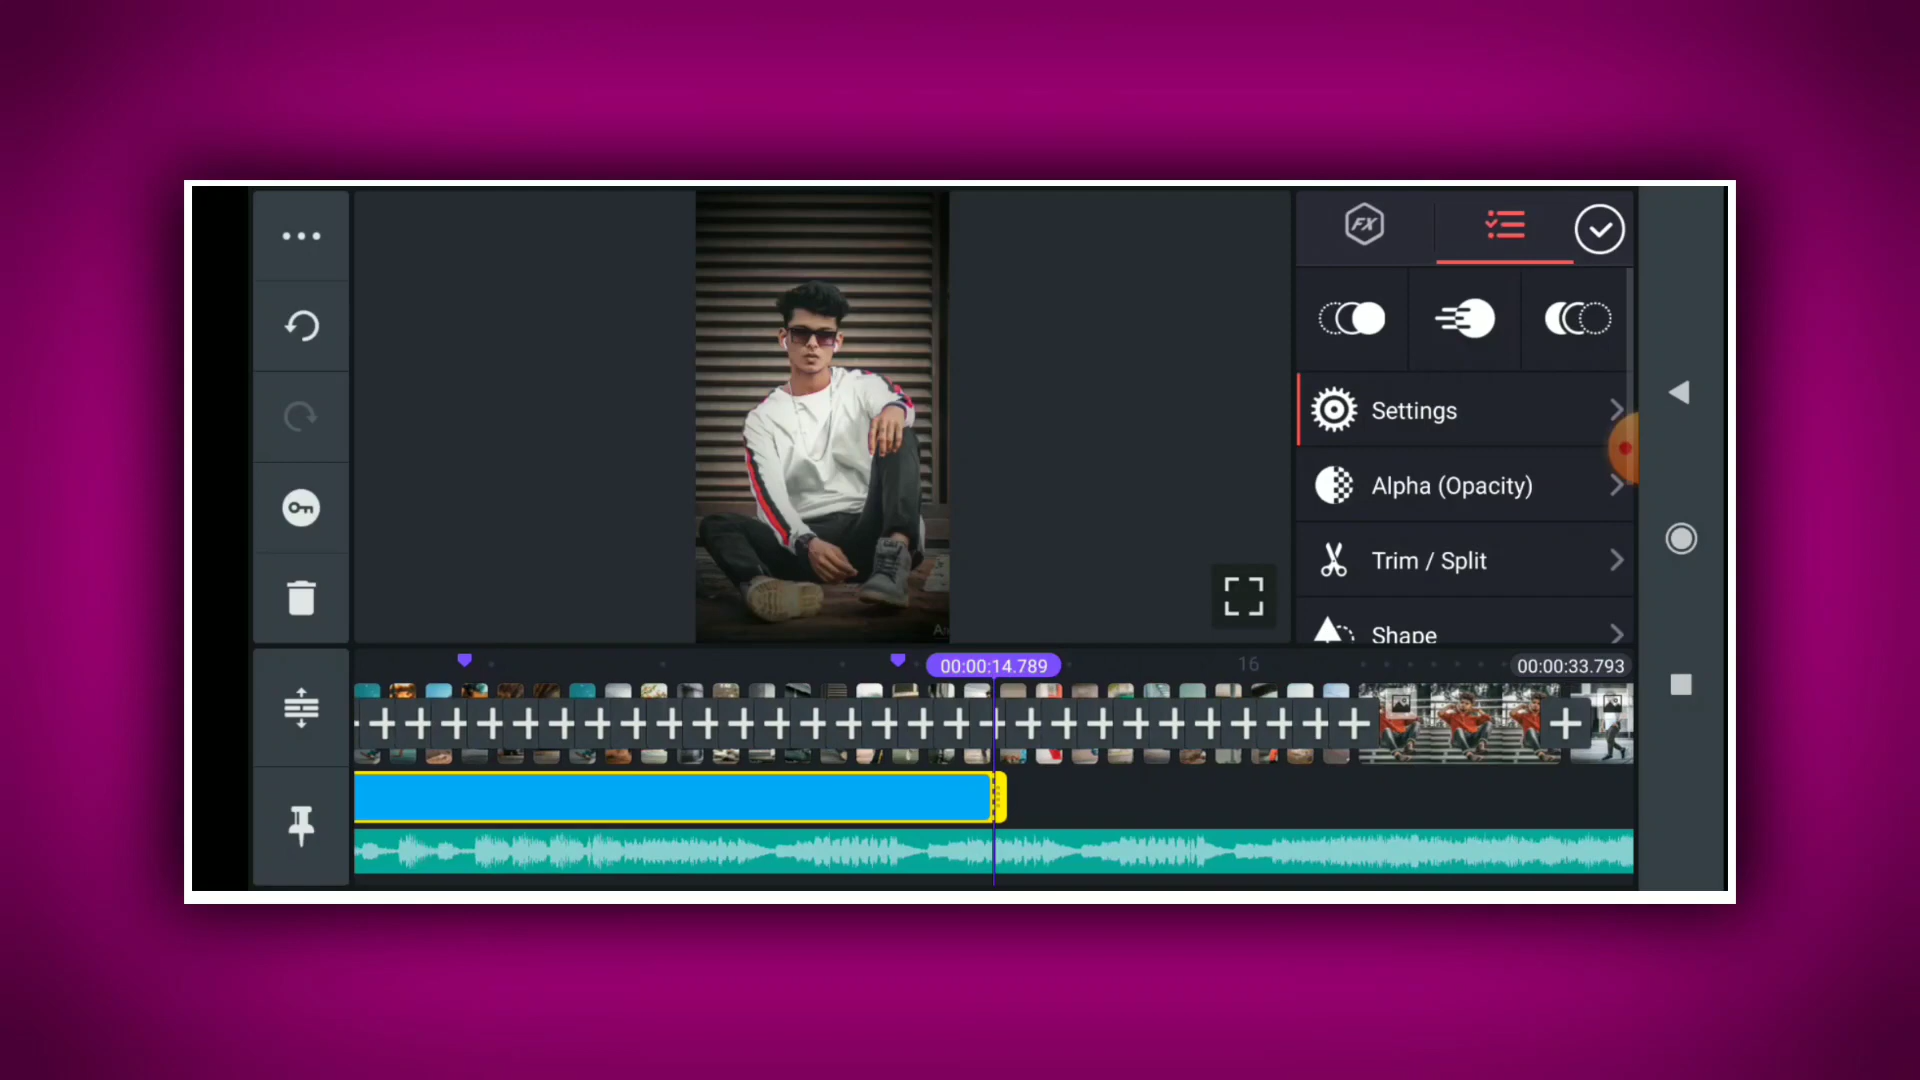 FX
Settings
Alpha (Opacity)
Trim / Split
Shape
00:00:14.789
16
00:00:33.793